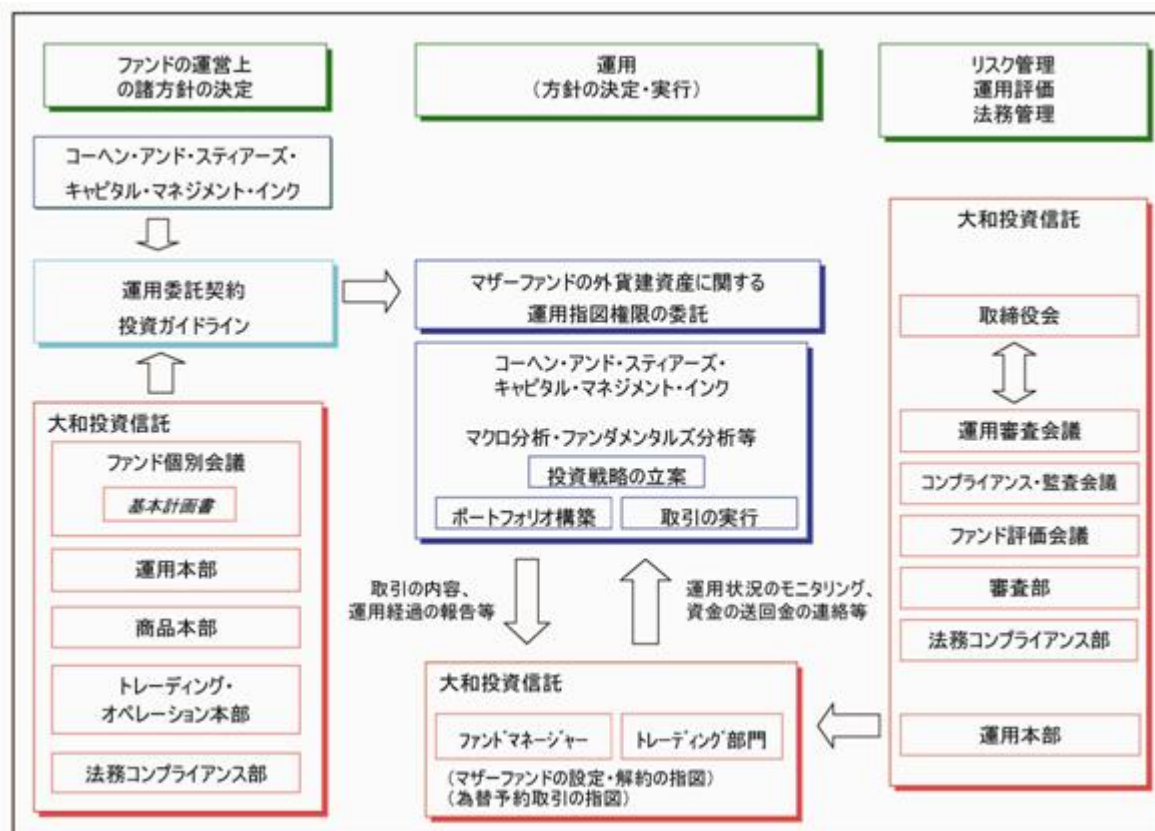 ファンドの運営上
の諸方針の決定
運用
（方針の決定・実行）
リスク管理
運用評価
法務管理
コーヘン・アンド・スティアーズ・
キャピタル・マネジメント・インク
運用委託契約
投資ガイドライン
大和投資信託
ファンド個別会議
基本計画書
運用本部
商品本部
トレーディング・
オペレーション本部
法務コンプライアンス部
マザーファンドの外貨建資産に関する
運用指図権限の委託
コーヘン・アンド・スティアーズ・
キャピタル・マネジメント・インク
マクロ分析・ファンダメンタルズ分析等
投資戦略の立案
ポートフォリオ構築
取引の実行
取引の内容、
運用経過の報告等
運用状況のモニタリング、
資金の送回金の連絡等
大和投資信託
ファンドマネージャー
トレーディング部門
（マザーファンドの設定・解約の指図）
（為替予約取引の指図）
大和投資信託
取締役会
運用審査会議
コンプライアンス・監査会議
ファンド評価会議
審査部
法務コンプライアンス部
運用本部